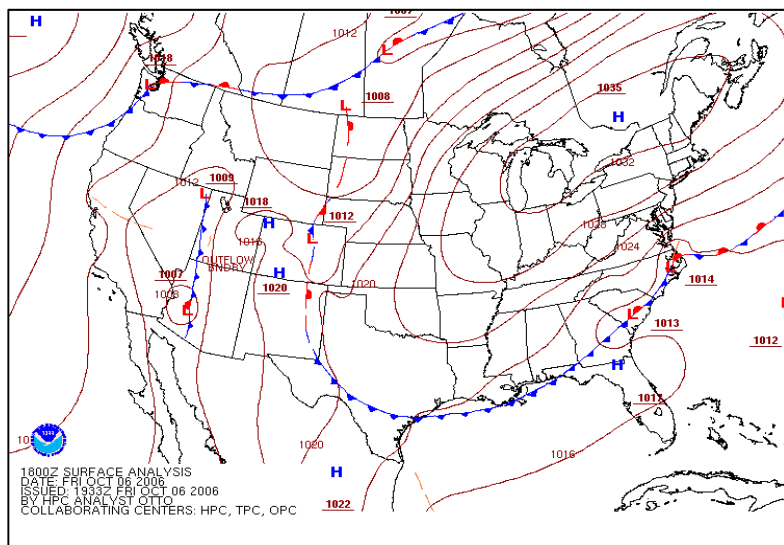 H
1007
1012
L
1018
L
1035
H
L
1008
1032
1012
1009
L
1018
H
1012
1016
L
1028
1024
OUTFLOW
BNDRY
L
1007
H
1020
1020
1014
1008
L
L
1013
1012
H
1017
1020
1016
H
1022
1800Z SURFACE ANALYSIS
DATE: FRI OCT 06 2006
ISSUED: 1933Z FRI OCT 06 2006
BY HPC ANALYST OTTO
COLLABORATING CENTERS: HPC, TPC, OPC